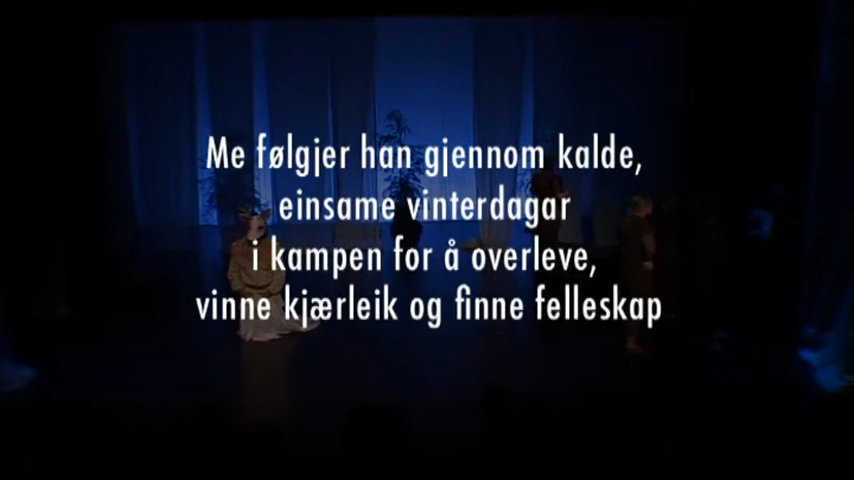 Me følgjer han gjennom kalde,
einsame vinterdagar
i kampen for å overleve,
vinne kjærleik og finne felleskap